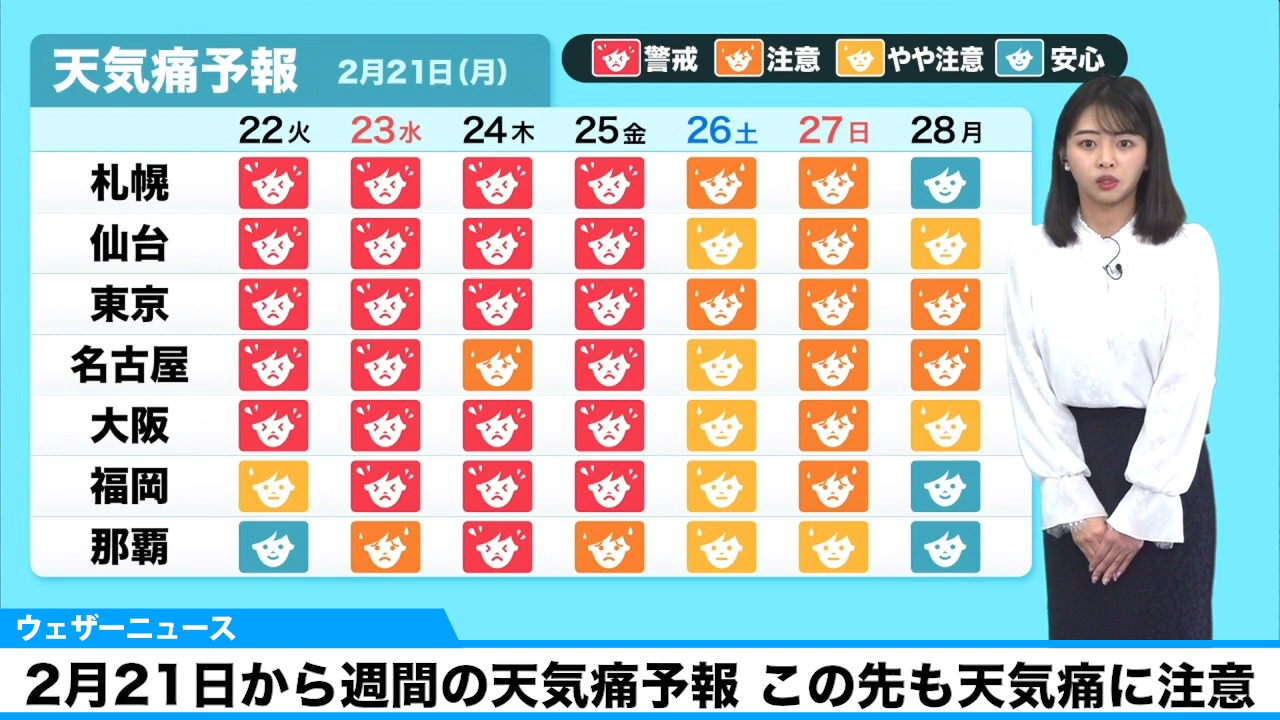 天気痛予報 2月21日(月)
警戒 注意 やや注意 安心
22火 23水 24木 25金 26土 27日 28月
札幌
仙台
東京
名古屋
大阪
福岡
那覇
ウェザーニュース
2月21日から週間の天気痛予報 この先も天気痛に注意